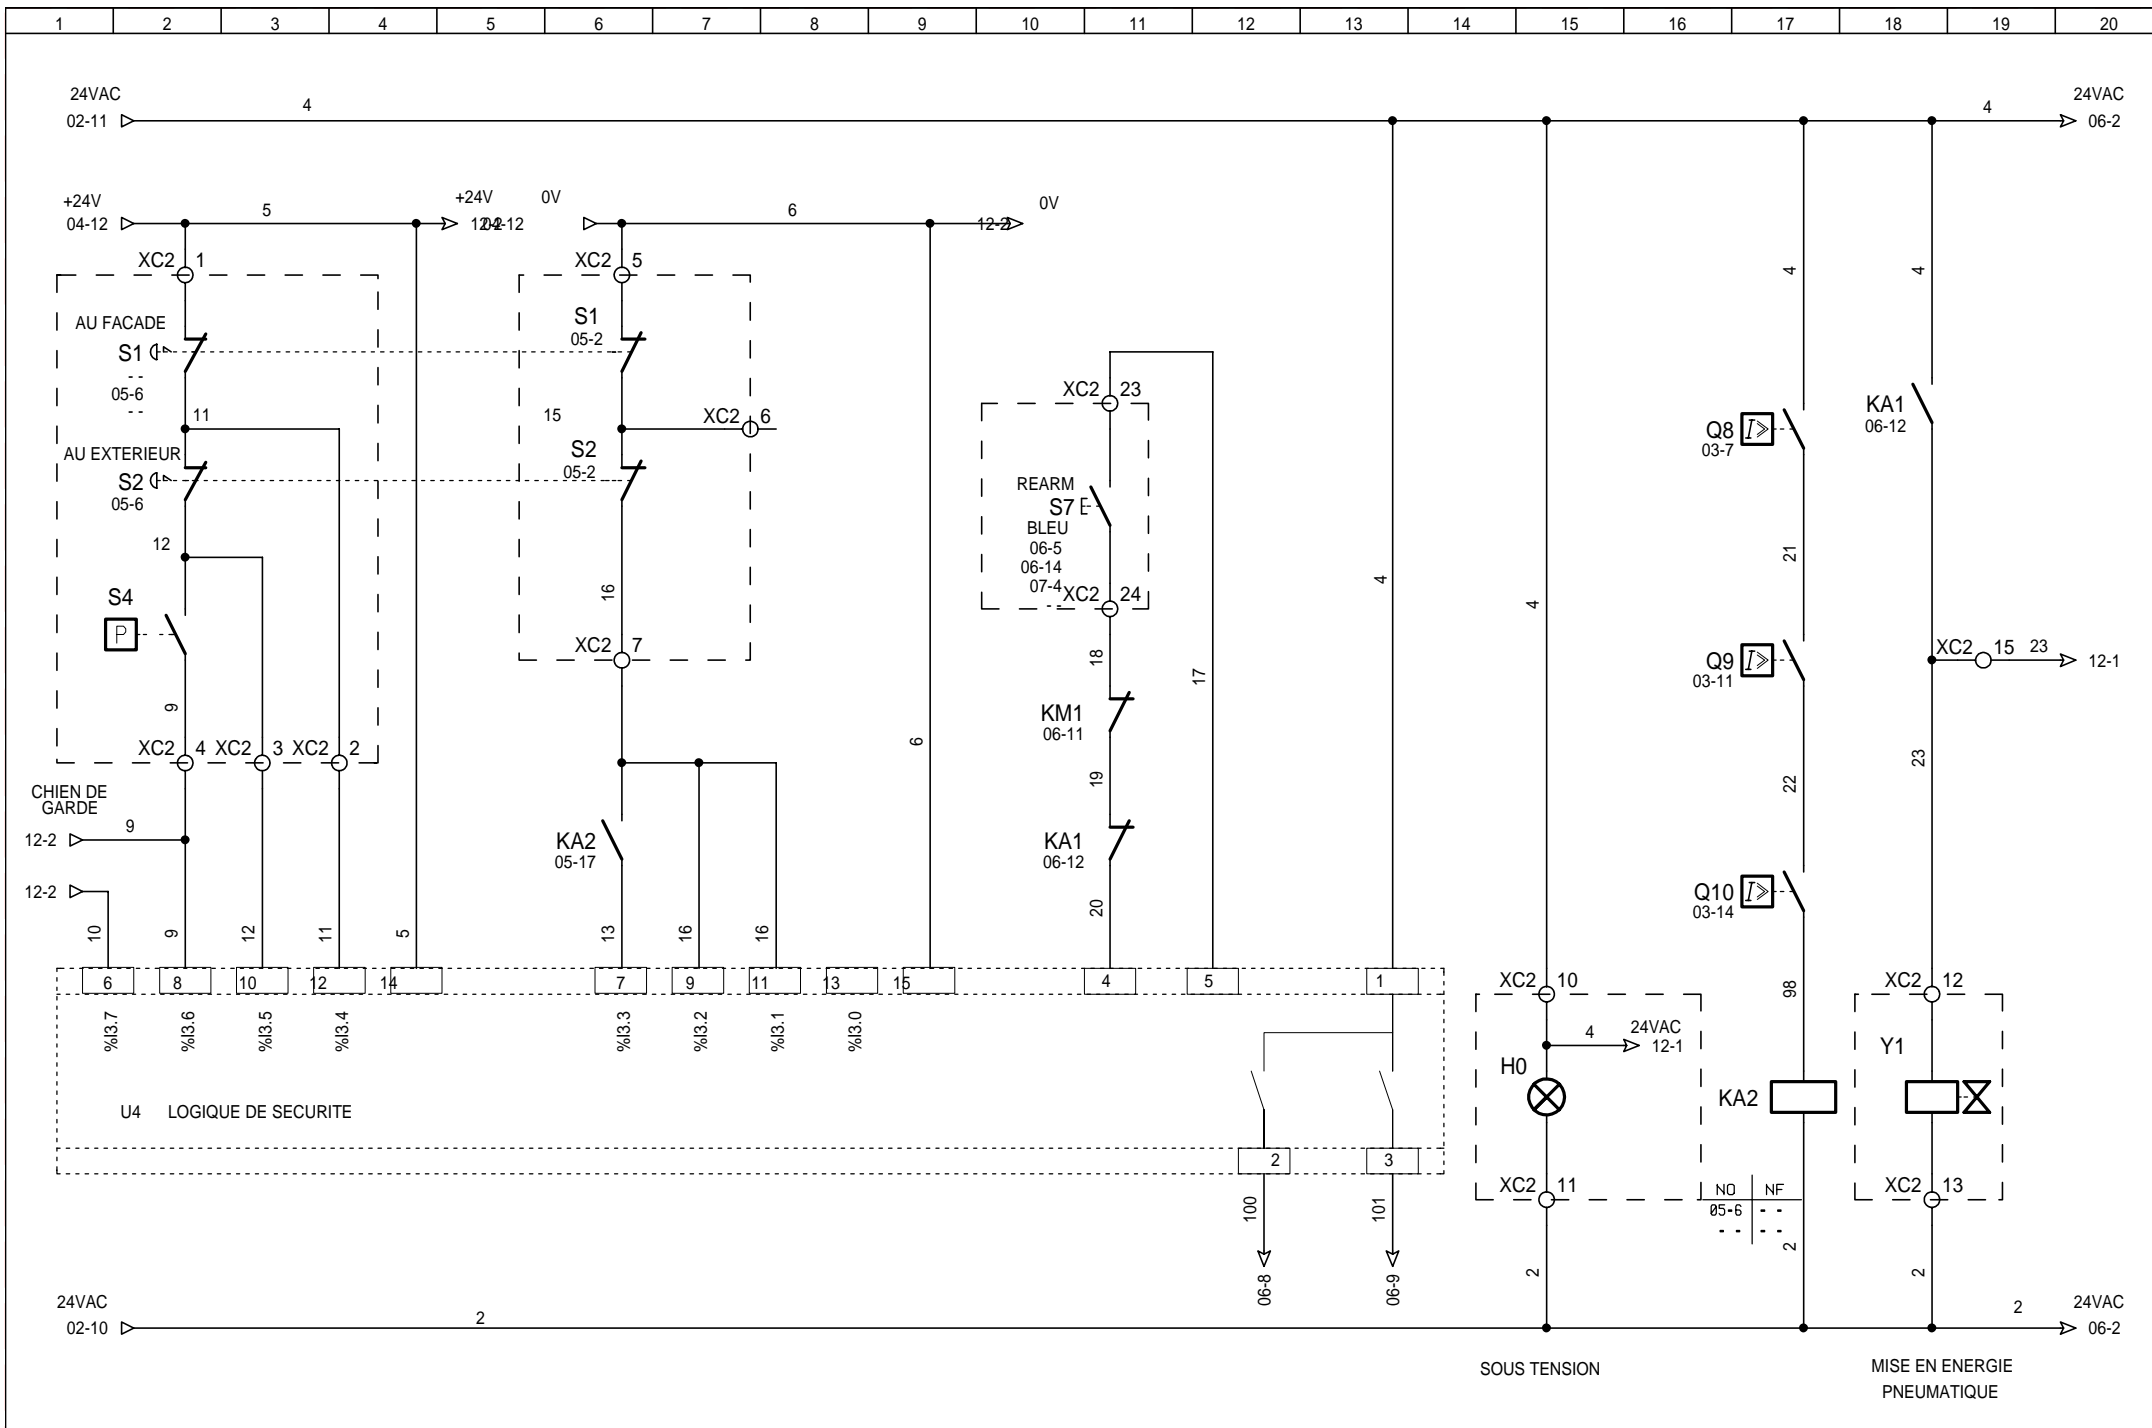 1 2 3 4 5 6 7 8 9 10 11 12 13 14 15 16 17 18 19 20
24VAC 4 4 24VAC
02-11 06-2
+24V 5 +24V 0V 6 0V
04-12 04-12 12-2
XC2 1 XC2 5
4 4
AU FACADE S1
S1 05-2
- -
05-6
- -
XC2 23
KA1
06-12
11 15 XC2 6
Q8
03-7
I>
AU EXTERIEUR S2
S2 05-2
05-6
REARM
S7
BLEU
06-5
06-14
07-4
- -
XC2 24
12 16 4 4 21
S4
P
XC2 7
18 17
Q9
03-11
I>
XC2 15 23 12-1
9
KM1
06-11
6 22 23
XC2 4 XC2 3 XC2 2
19
CHIEN DE
GARDE
12-2 9
KA2
05-17
KA1
06-12
12-2
Q10
03-14
I>
10 9 12 11 5 13 16 16 20
6 8 10 12 14 7 9 11 13 15 4 5 1
XC2 10 98 XC2 12
%I3.7 %I3.6 %I3.5 %I3.4 %I3.3 %I3.2 %I3.1 %I3.0
4 24VAC
12-1
H0 Y1
KA2
U4 LOGIQUE DE SECURITE
2 3
XC2 11 XC2 13
NO NF
05-6 - -
- - - -
100 101
2 2 2
06-8 06-9
24VAC 2 2 24VAC
02-10 06-2
SOUS TENSION
MISE EN ENERGIE
PNEUMATIQUE